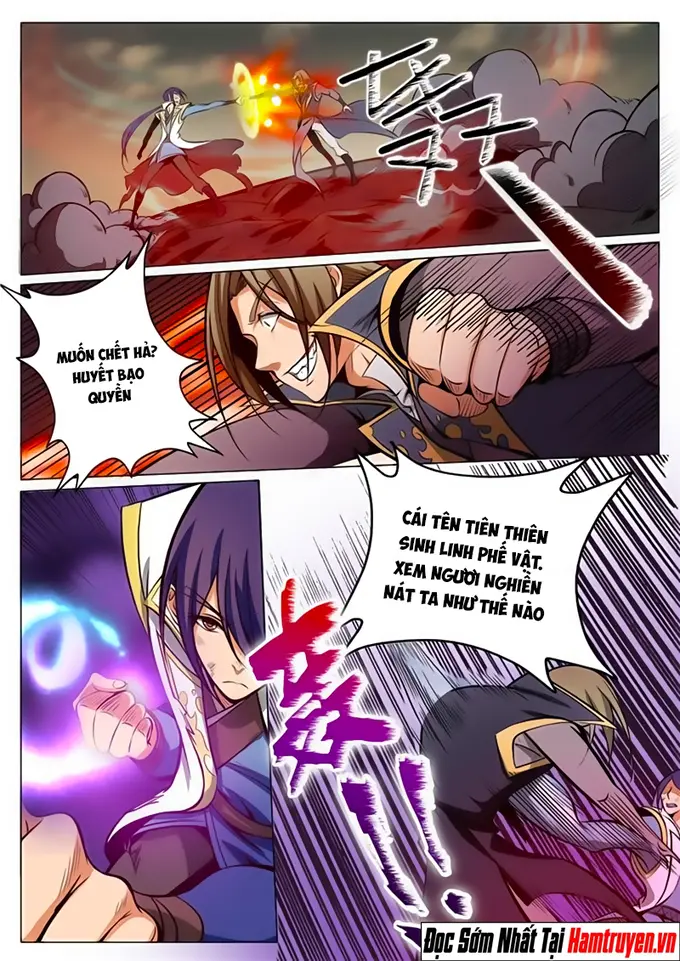 MUỐN CHẾT HẢ?
HUYẾT BẠO
QUYỀN
CÁI TÊN TIÊN THIÊN
SINH LINH PHẾ VẬT.
XEM NGƯƠI NGHIỀN
NÁT TA NHƯ THẾ NÀO
Đọc Sớm Nhất Tại Hamtruyen.vn